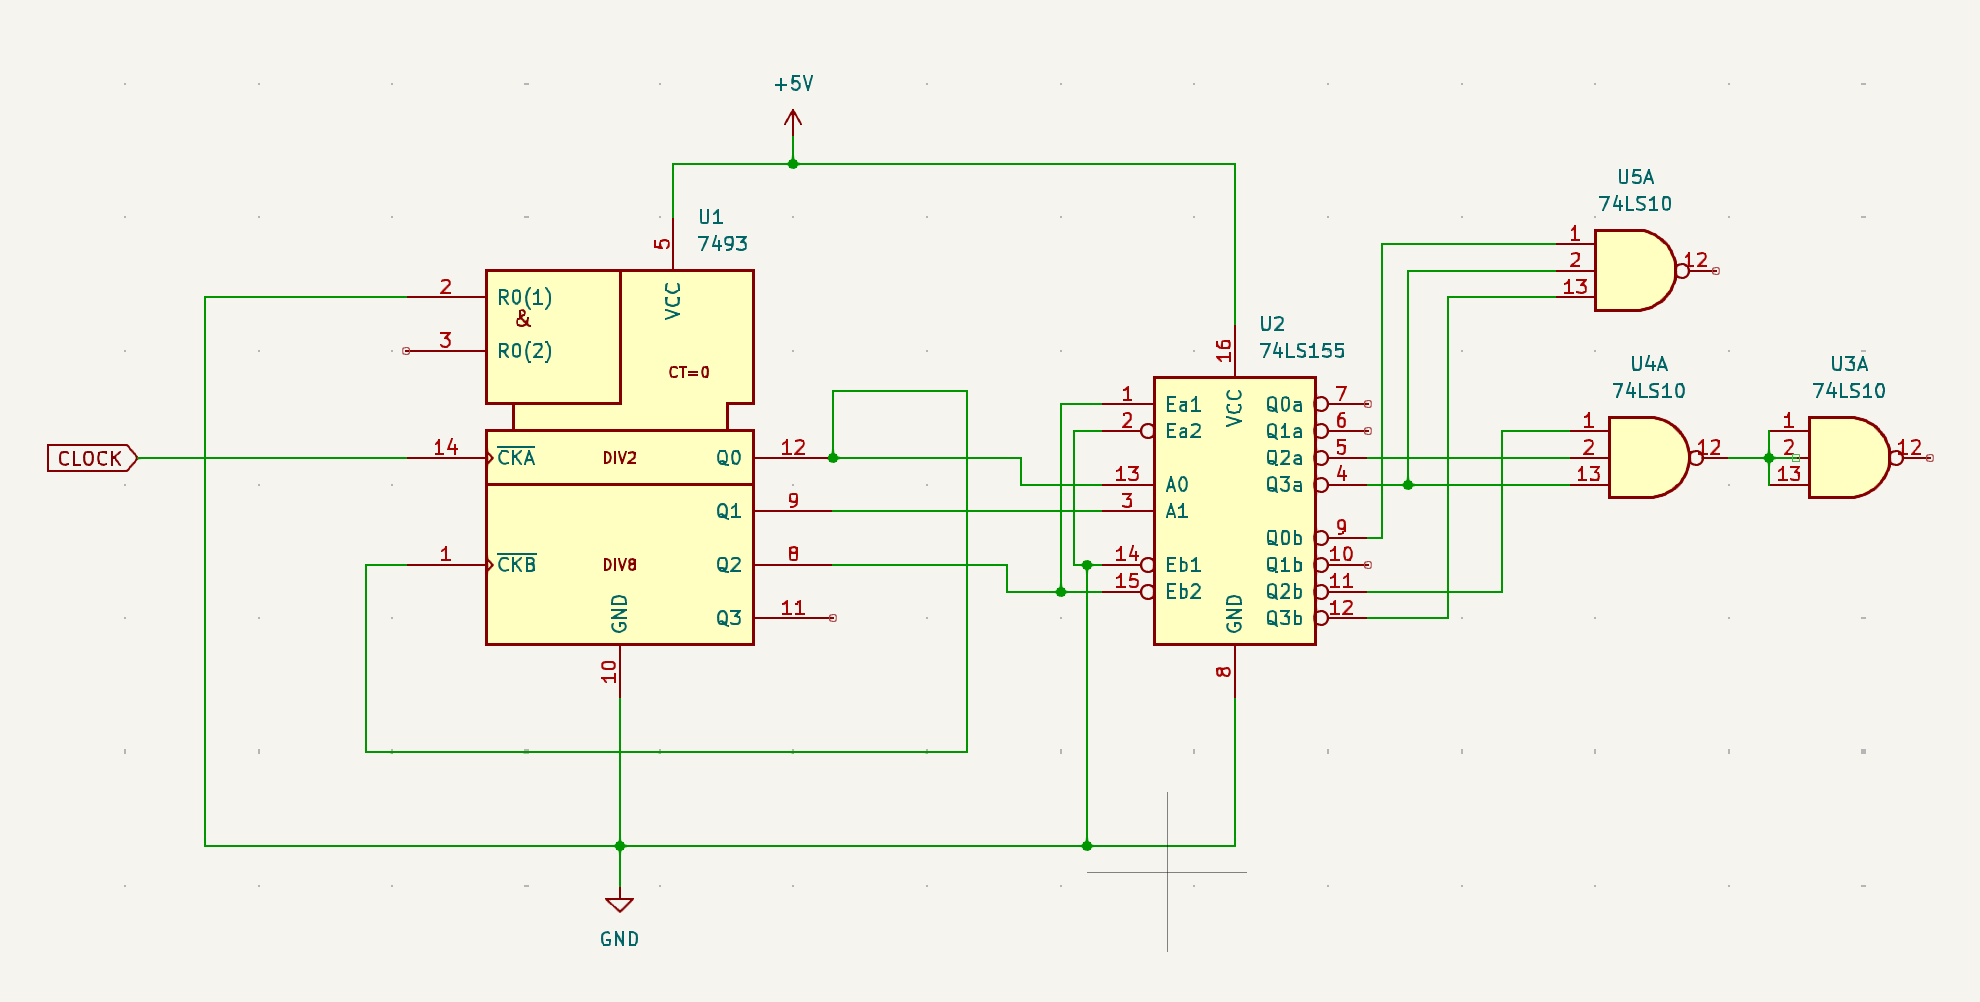 +5V
U1
7493
5
VCC
2
R0(1)
&
3
R0(2)
CT=0
CLOCK
14
CKA
DIV2
Q0
12
Q1
9
1
CKB
DIV8
Q2
8
GND
Q3
11
10
GND
U2
74LS155
16
VCC
1
Ea1
Q0a
7
2
Ea2
Q1a
6
Q2a
5
13
A0
Q3a
4
3
A1
Q0b
9
14
Eb1
Q1b
10
15
Eb2
Q2b
11
GND
Q3b
12
8
U5A
74LS10
1
2
13
12
U4A
74LS10
1
2
13
12
U3A
74LS10
1
2
13
12